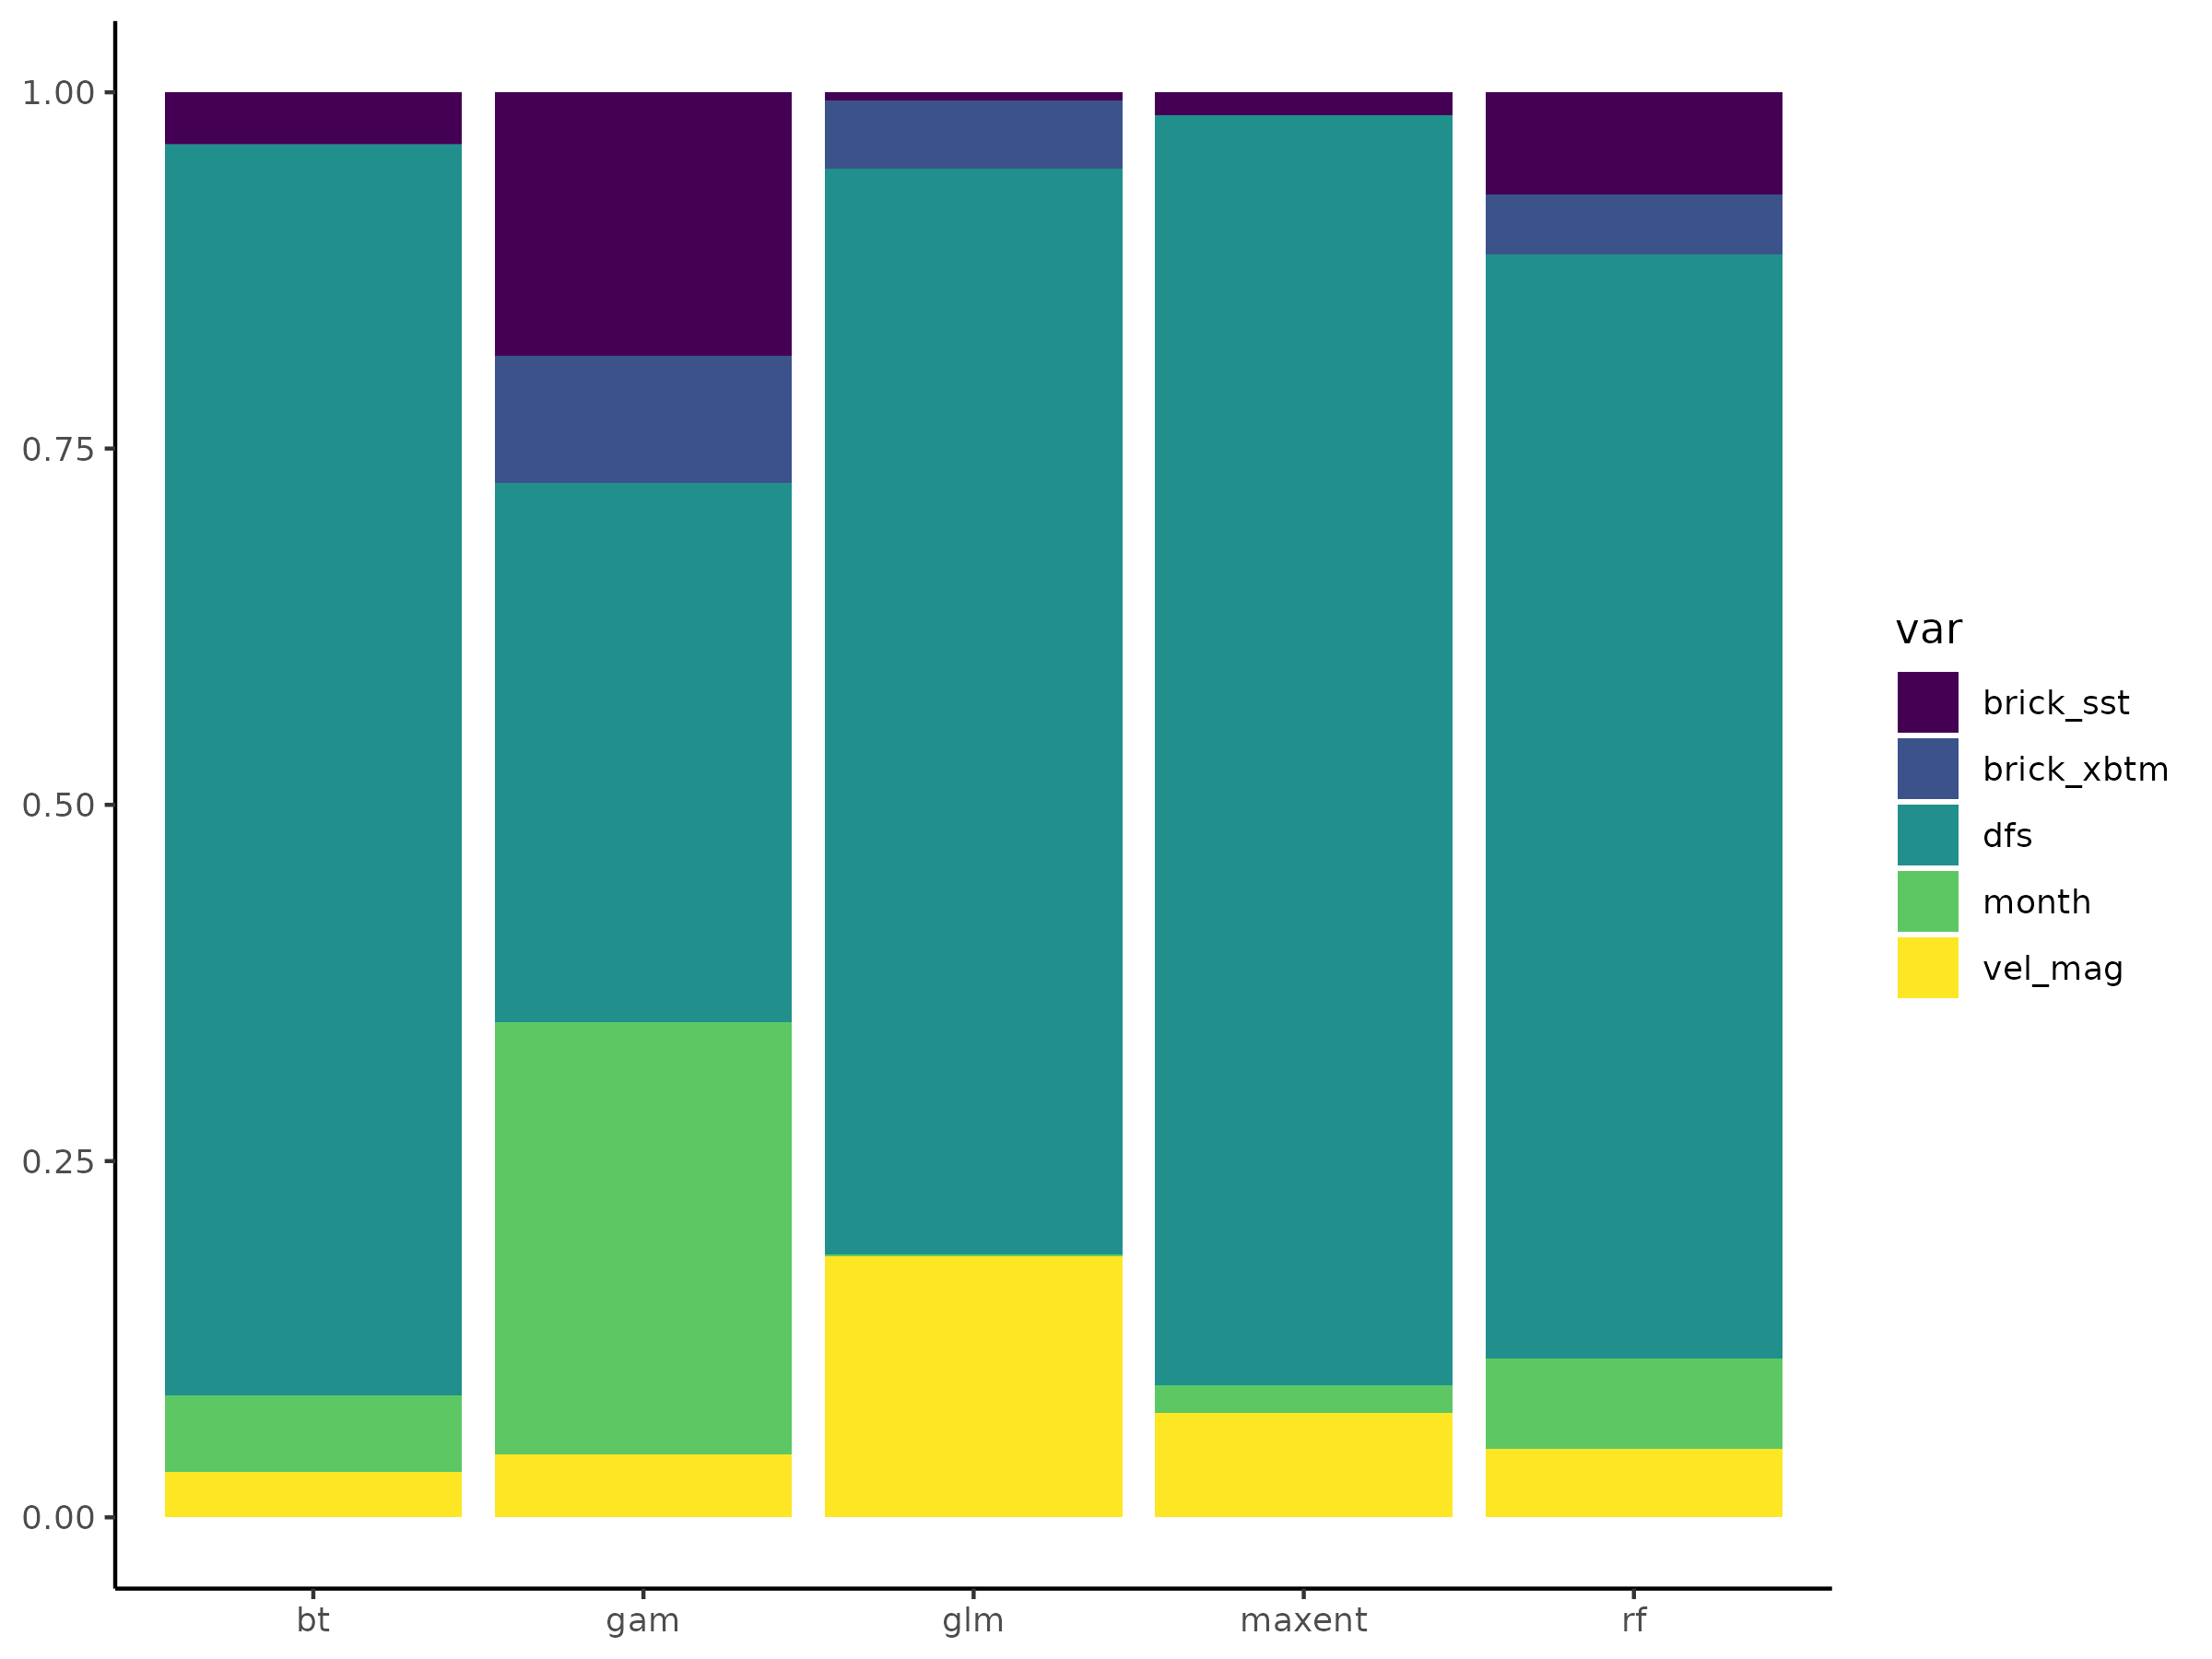 1.00
0.75
0.50
0.25
0.00
bt gam glm maxent rf
var
brick_sst
brick_xbtm
dfs
month
vel_mag